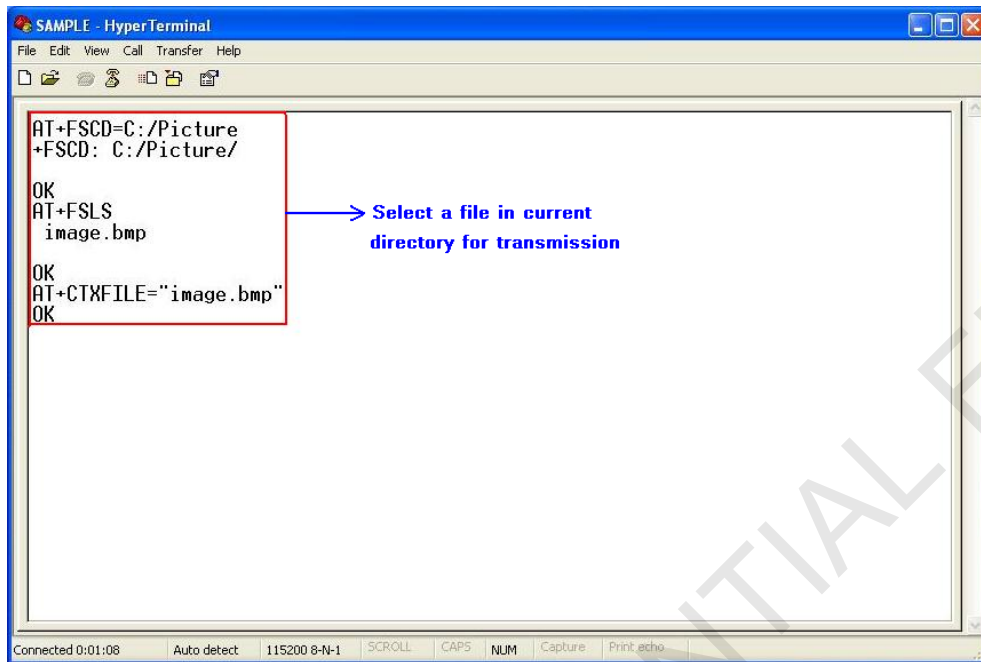 SAMPLE - HyperTerminal
File Edit View Call Transfer Help
AT+FSCD=C:/Picture
+FSCD: C:/Picture/
OK
AT+FSLS
image.bmp
OK
AT+CTXFILE="image.bmp"
OK
Select a file in current
directory for transmission
NTIAL F
Connected 0:01:08 Auto detect 115200 8-N-1 SCROLL CAPS NUM Capture Print echo